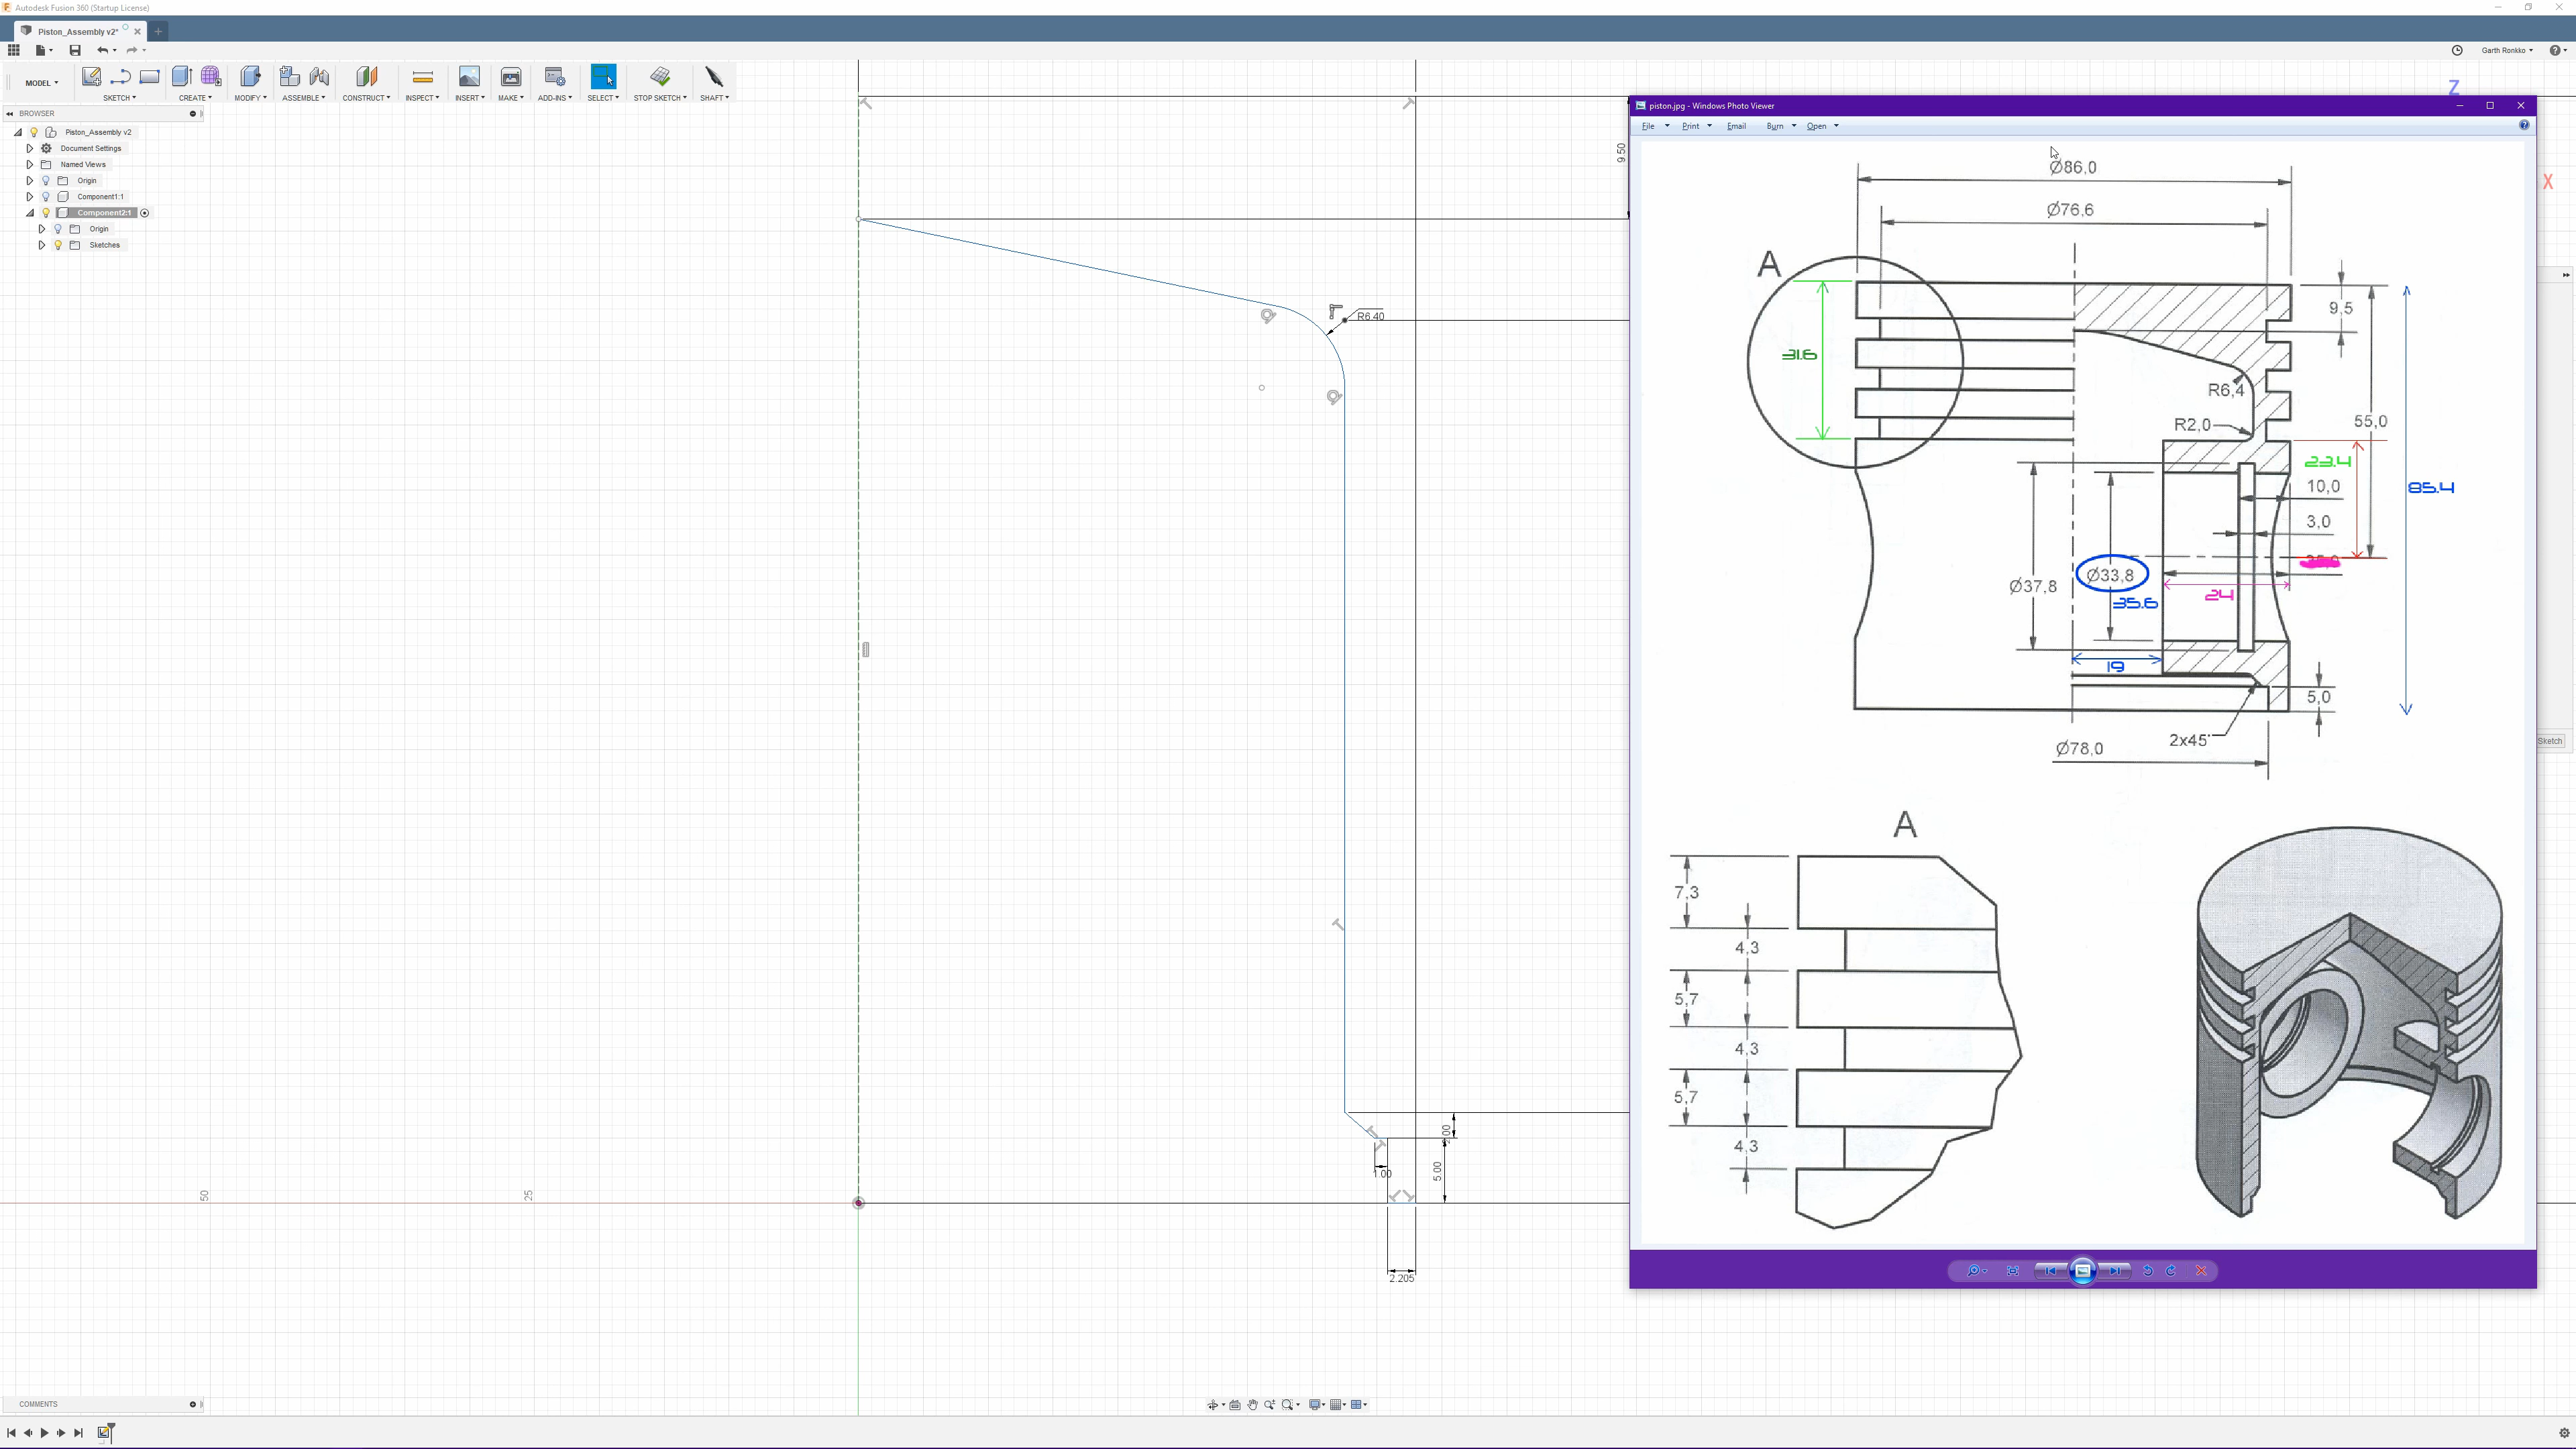 Autodesk Fusion 360 (Startup License)
Piston_Assembly v2*
Garth Ronkko
MODEL
SKETCH
CREATE
MODIFY
ASSEMBLE
CONSTRUCT
INSPECT
INSERT
MAKE
ADD-INS
SELECT
STOP SKETCH
SHAFT
BROWSER
Piston_Assembly v2
Document Settings
Named Views
Origin
Component1:1
Component2:1
Origin
Sketches
9.50
R6.40
2.00
1.00
5.00
2.205
50
25
Z
X
Sketch
piston.jpg - Windows Photo Viewer
File
Print
Email
Burn
Open
Ø86,0
Ø76,6
A
9,5
31.6
R6,4
R2,0
55,0
23.4
10,0
85.4
3,0
Ø33,8
Ø37,8
35.6
24
19
5,0
2x45°
Ø78,0
A
7,3
4,3
5,7
4,3
5,7
4,3
COMMENTS